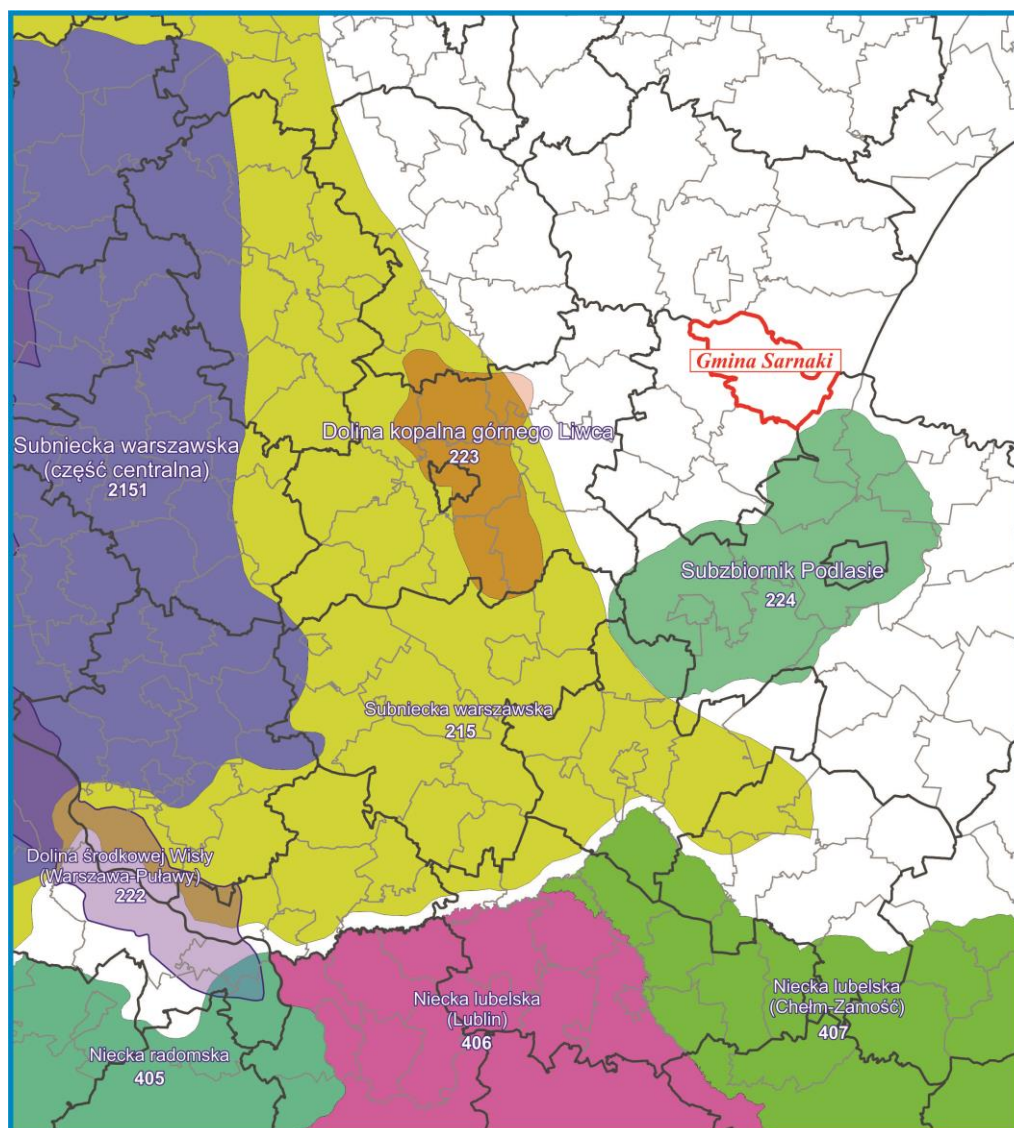 Gmina Sarnaki
Dolina kopalna górnego Liwca
223
Subniecka warszawska
(część centralna)
2151
Subzbiornik Podlasie
224
Subniecka warszawska
215
Dolina środkowej Wisły
(Warszawa-Puławy)
222
Niecka lubelska
(Chełm-Zamość)
407
Niecka lubelska
(Lublin)
406
Niecka radomska
405